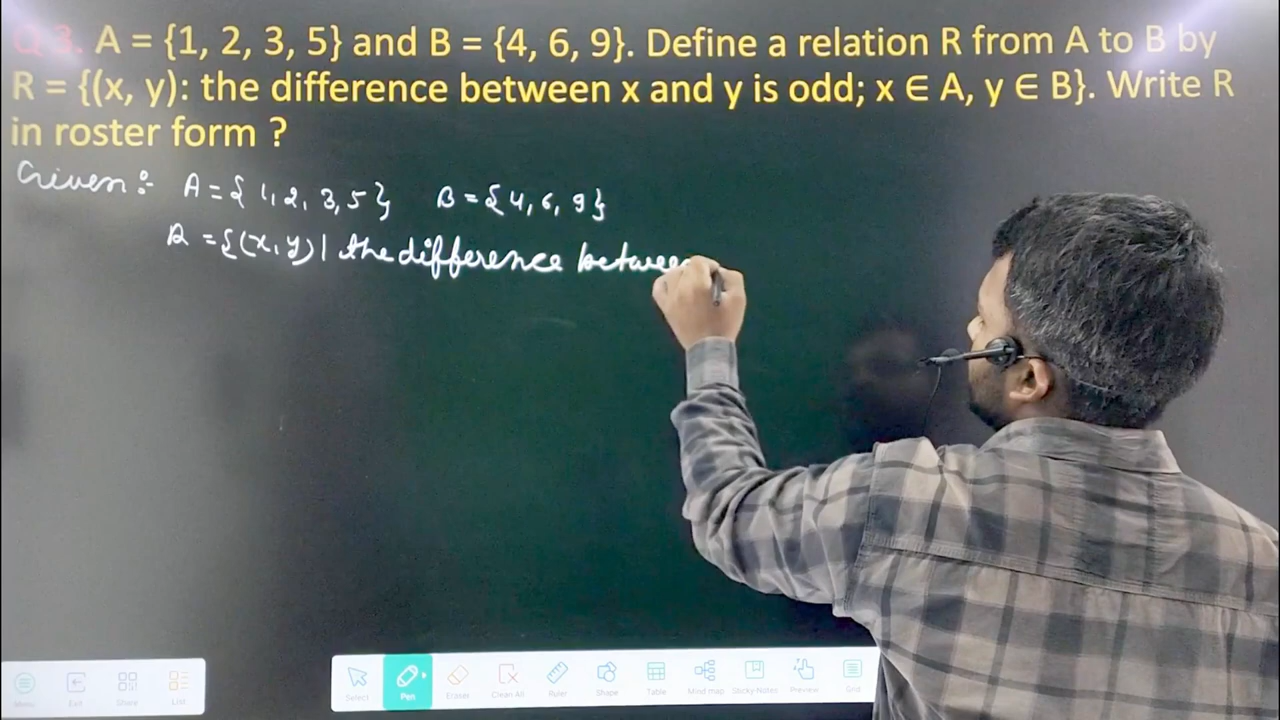 Q 3. A = {1, 2, 3, 5} and B = {4, 6, 9}. Define a relation R from A to B by
R = {(x, y): the difference between x and y is odd; x ∈ A, y ∈ B}. Write R
in roster form ?
Given :- A = {1, 2, 3, 5} B = {4, 6, 9}
R = {(x, y) | the difference between
Menu Exit Share List Select Pen Eraser Clean All Ruler Shape Table Mind map Sticky Notes Preview Grid